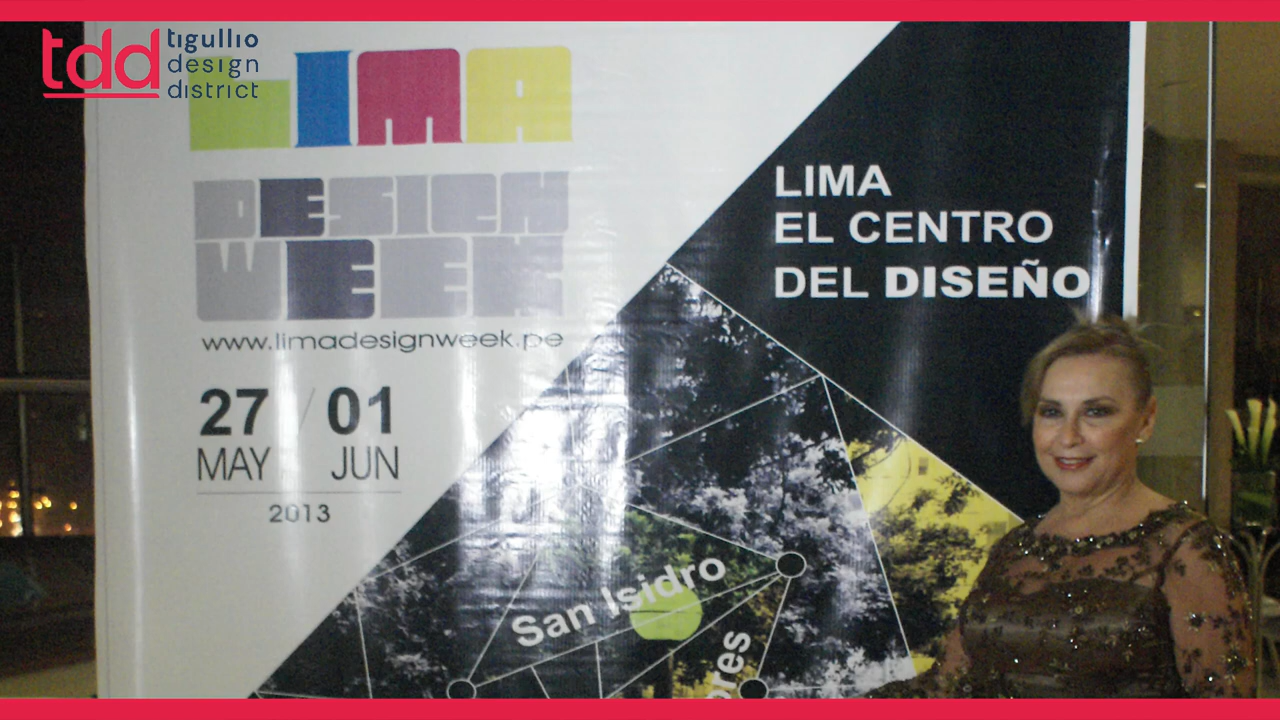 tdd tigullio
design
district
LIMA
DESIGN
WEEK
www.limadesignweek.pe
27 / 01
MAY JUN
2013
LIMA
EL CENTRO
DEL DISEÑO
San Isidro
ores